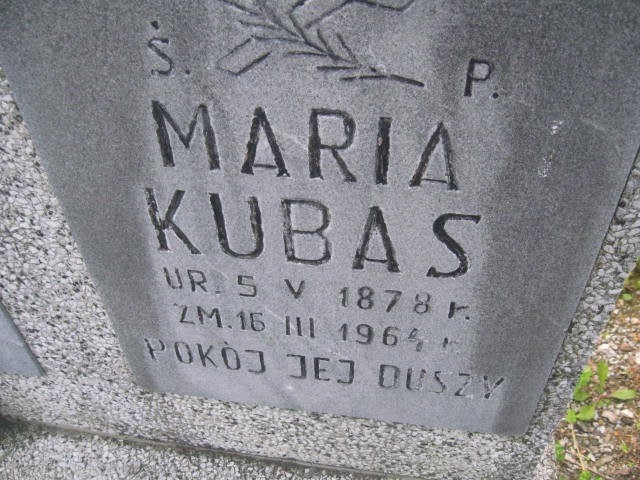 Ś. P.
MARIA
KUBAS
UR. 5 V 1878 r.
ZM. 16 III 1964 r.
POKÓJ JEJ DUSZY